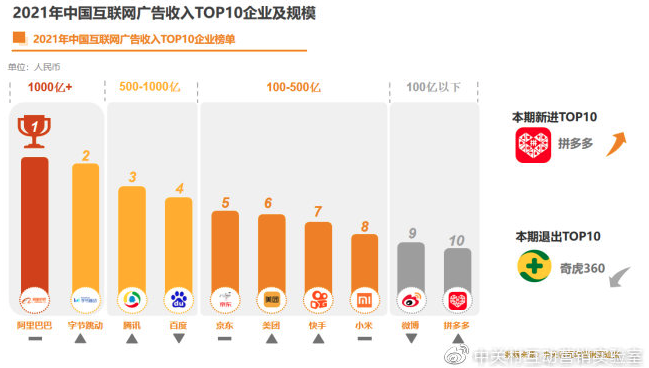 2021年中国互联网广告收入TOP10企业及规模
2021年中国互联网广告收入TOP10企业榜单
单位：人民币
1000亿+
500-1000亿
100-500亿
100亿以下
1
2
3
4
5
6
7
8
9
10
阿里巴巴
字节跳动
腾讯
百度
京东
美团
快手
小米
微博
拼多多
本期新进TOP10
拼多多
本期退出TOP10
奇虎360